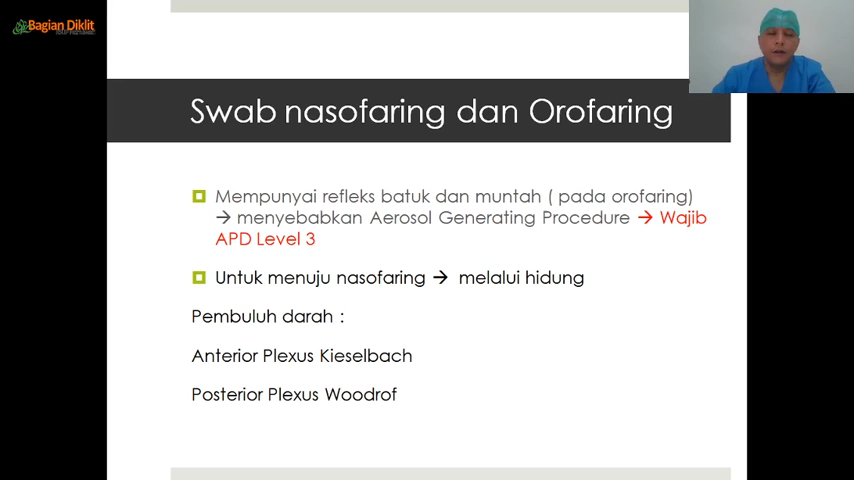 Bagian Diklit
Swab nasofaring dan Orofaring
Mempunyai refleks batuk dan muntah ( pada orofaring)
→ menyebabkan Aerosol Generating Procedure → Wajib
APD Level 3
Untuk menuju nasofaring → melalui hidung
Pembuluh darah :
Anterior Plexus Kieselbach
Posterior Plexus Woodrof